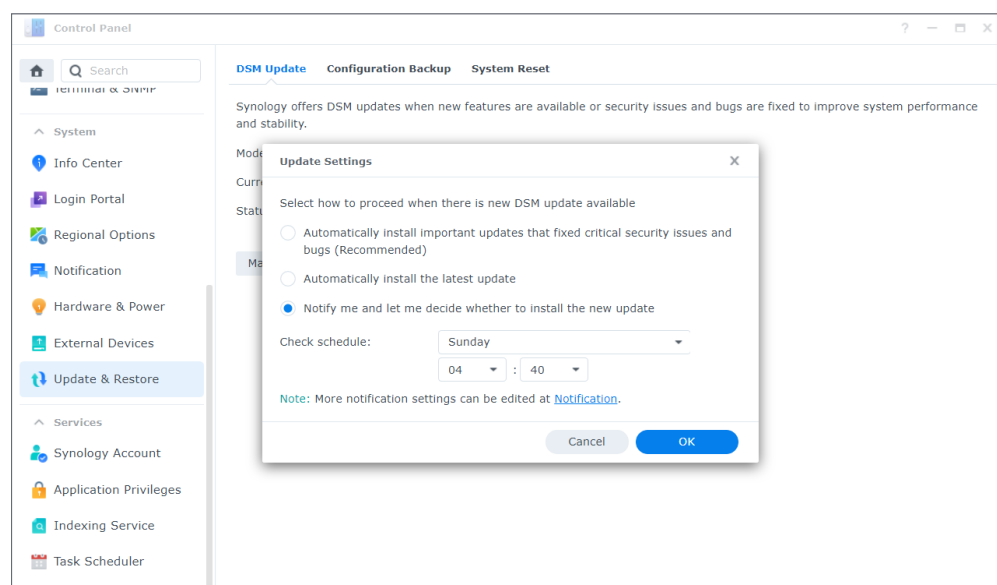 Control Panel
Search
Terminal & SNMP
System
Info Center
Login Portal
Regional Options
Notification
Hardware & Power
External Devices
Update & Restore
Services
Synology Account
Application Privileges
Indexing Service
Task Scheduler
DSM Update Configuration Backup System Reset
Synology offers DSM updates when new features are available or security issues and bugs are fixed to improve system performance
and stability.
Update Settings
Select how to proceed when there is new DSM update available
Automatically install important updates that fixed critical security issues and
bugs (Recommended)
Automatically install the latest update
Notify me and let me decide whether to install the new update
Check schedule: Sunday
04 : 40
Note: More notification settings can be edited at Notification.
Cancel OK